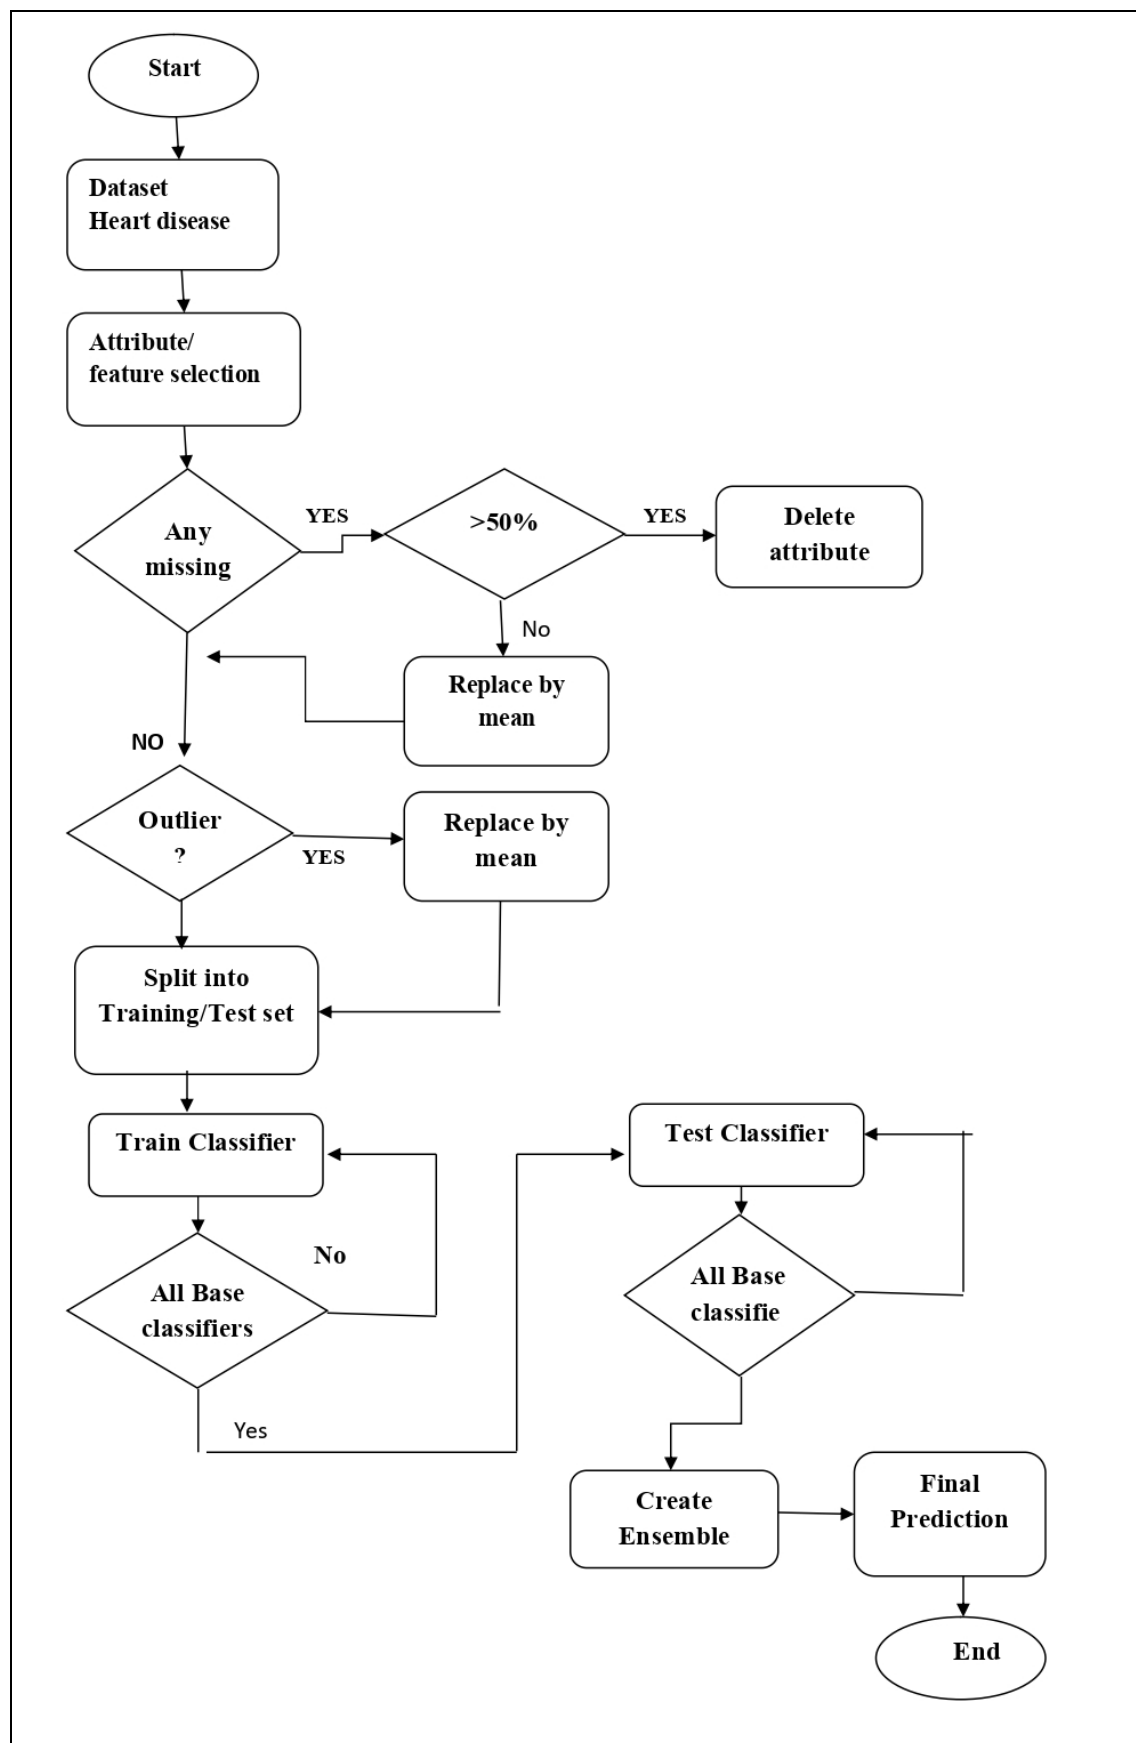 Start
Dataset
Heart disease
Attribute/
feature selection
Any
missing
YES
>50%
YES
Delete
attribute
No
Replace by
mean
NO
Outlier
?
YES
Replace by
mean
Split into
Training/Test set
Train Classifier
No
All Base
classifiers
Yes
Test Classifier
All Base
classifie
Create
Ensemble
Final
Prediction
End